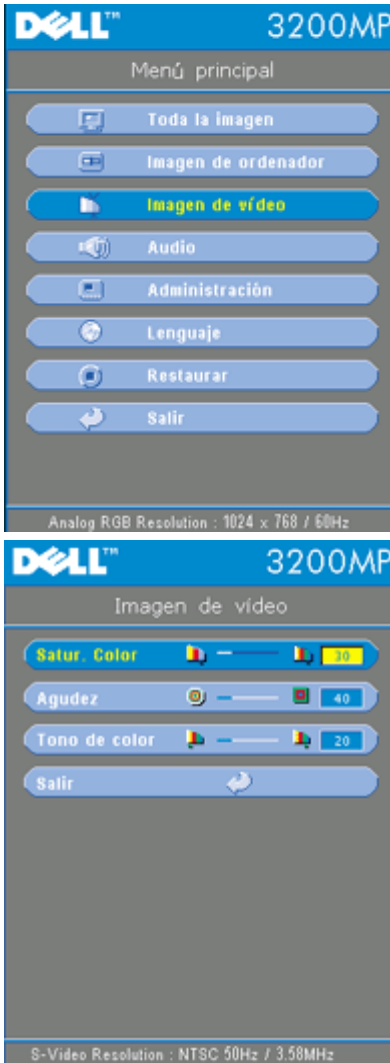 DELL™ 3200MP
Menú principal
Toda la imagen
Imagen de ordenador
Imagen de vídeo
Audio
Administración
Lenguaje
Restaurar
Salir
Analog RGB Resolution : 1024 x 768 / 60Hz
DELL™ 3200MP
Imagen de vídeo
Satur. Color 30
Agudez 40
Tono de color 20
Salir
S-Video Resolution : NTSC 50Hz / 3.58MHz